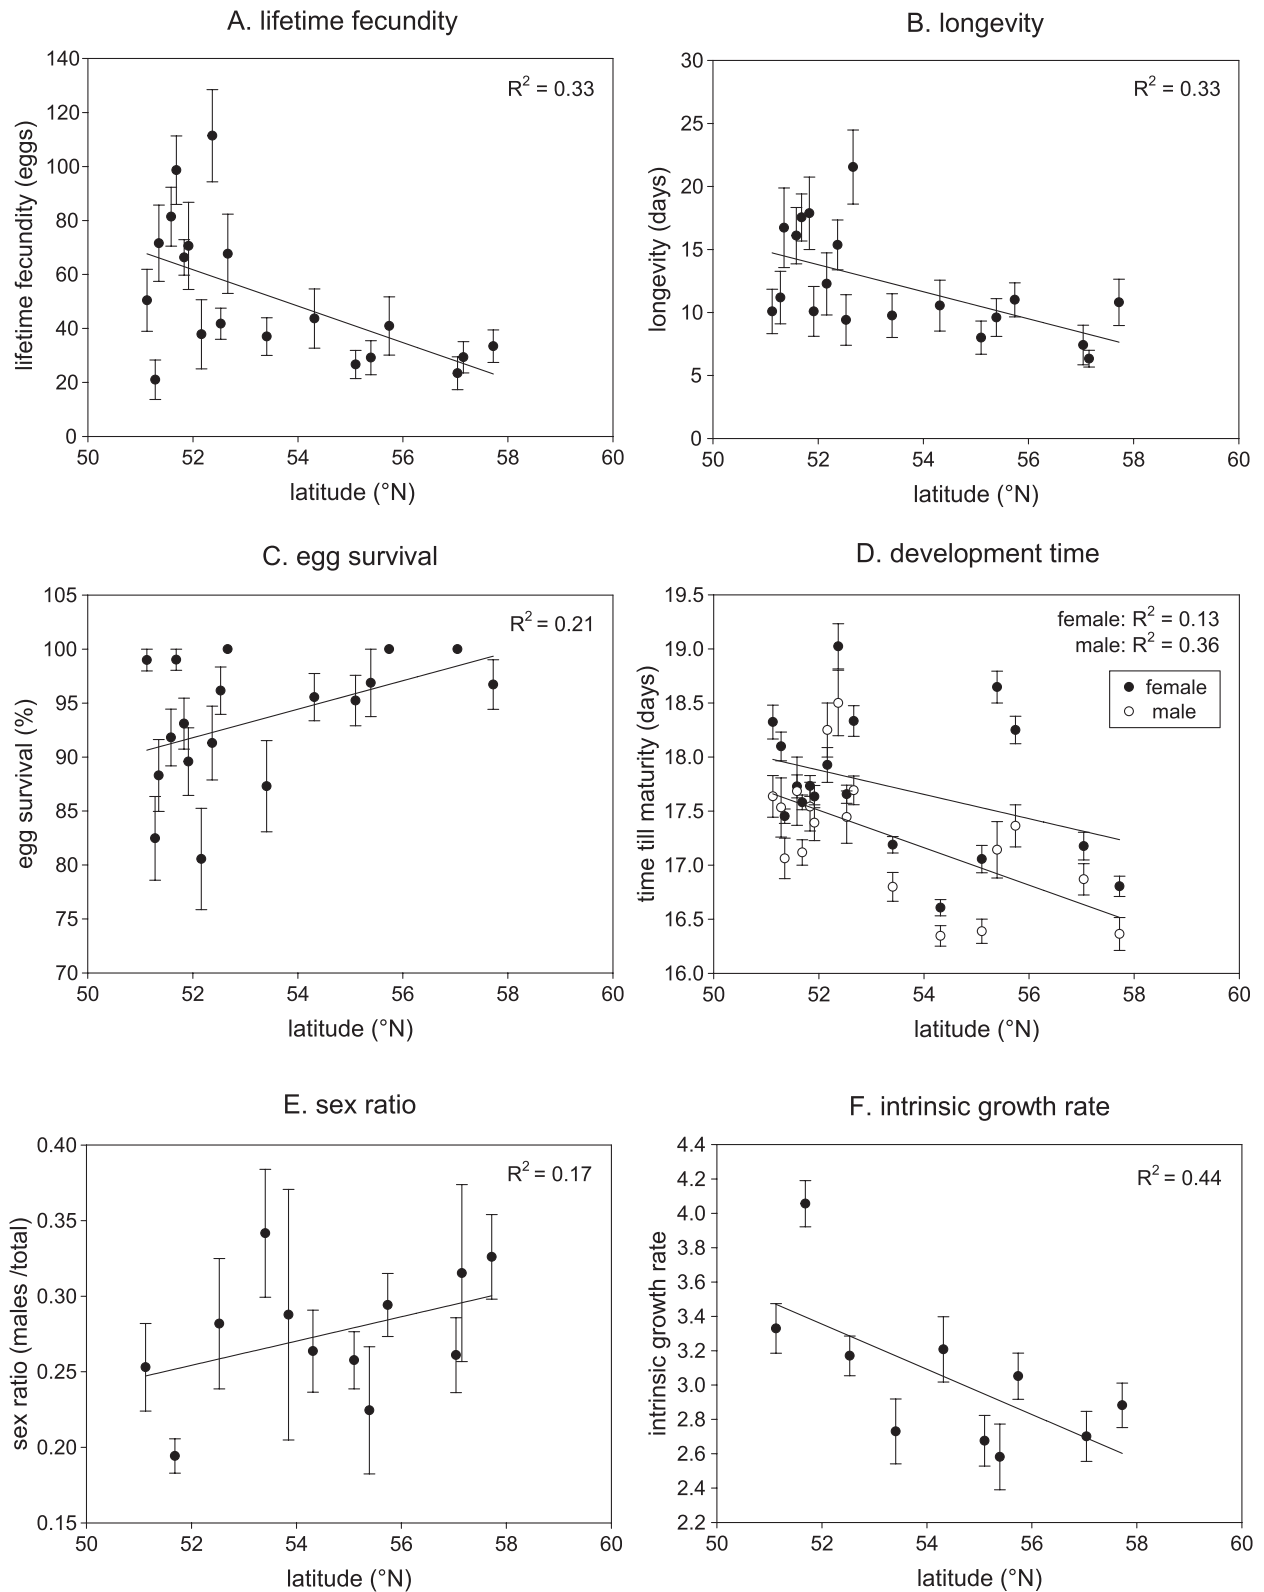 A. lifetime fecundity
R² = 0.33
lifetime fecundity (eggs)
140
120
100
80
60
40
20
0
50 52 54 56 58 60
latitude (°N)
B. longevity
R² = 0.33
longevity (days)
30
25
20
15
10
5
0
50 52 54 56 58 60
latitude (°N)
C. egg survival
R² = 0.21
egg survival (%)
105
100
95
90
85
80
75
70
50 52 54 56 58 60
latitude (°N)
D. development time
female: R² = 0.13
male: R² = 0.36
female
male
time till maturity (days)
19.5
19.0
18.5
18.0
17.5
17.0
16.5
16.0
50 52 54 56 58 60
latitude (°N)
E. sex ratio
R² = 0.17
sex ratio (males /total)
0.40
0.35
0.30
0.25
0.20
0.15
50 52 54 56 58 60
latitude (°N)
F. intrinsic growth rate
R² = 0.44
intrinsic growth rate
4.4
4.2
4.0
3.8
3.6
3.4
3.2
3.0
2.8
2.6
2.4
2.2
50 52 54 56 58 60
latitude (°N)